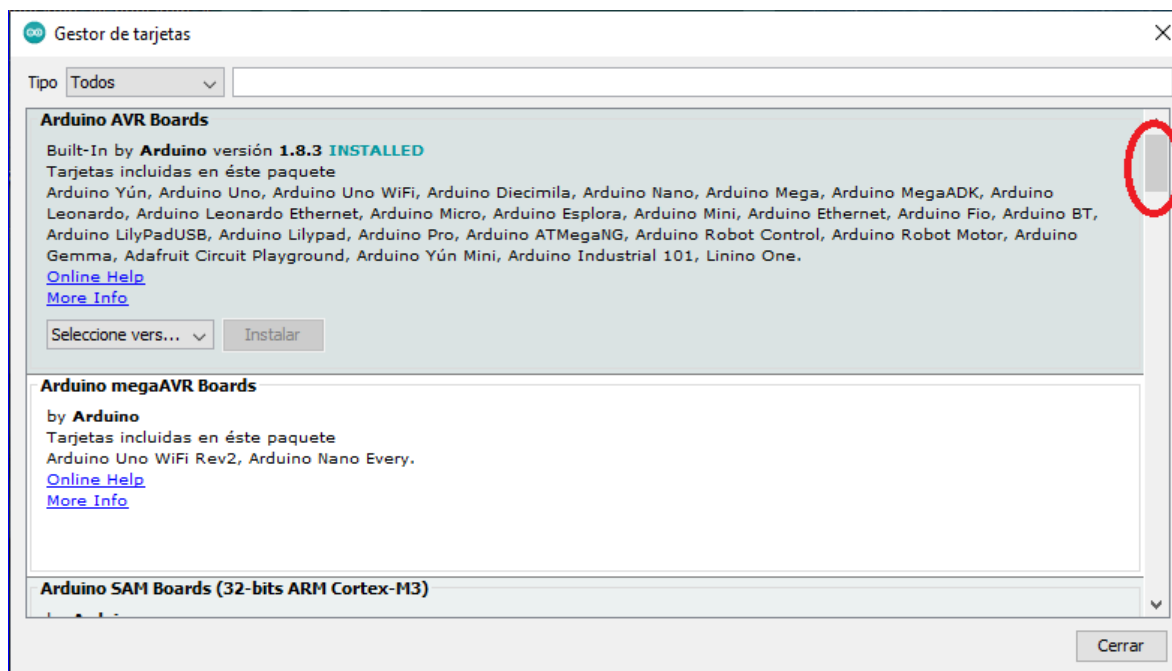 Gestor de tarjetas
Tipo Todos
Arduino AVR Boards
Built-In by Arduino versión 1.8.3 INSTALLED
Tarjetas incluidas en éste paquete
Arduino Yún, Arduino Uno, Arduino Uno WiFi, Arduino Diecimila, Arduino Nano, Arduino Mega, Arduino MegaADK, Arduino
Leonardo, Arduino Leonardo Ethernet, Arduino Micro, Arduino Esplora, Arduino Mini, Arduino Ethernet, Arduino Fio, Arduino BT,
Arduino LilyPadUSB, Arduino Lilypad, Arduino Pro, Arduino ATMegaNG, Arduino Robot Control, Arduino Robot Motor, Arduino
Gemma, Adafruit Circuit Playground, Arduino Yún Mini, Arduino Industrial 101, Linino One.
Online Help
More Info
Seleccione vers... Instalar
Arduino megaAVR Boards
by Arduino
Tarjetas incluidas en éste paquete
Arduino Uno WiFi Rev2, Arduino Nano Every.
Online Help
More Info
Arduino SAM Boards (32-bits ARM Cortex-M3)
Cerrar